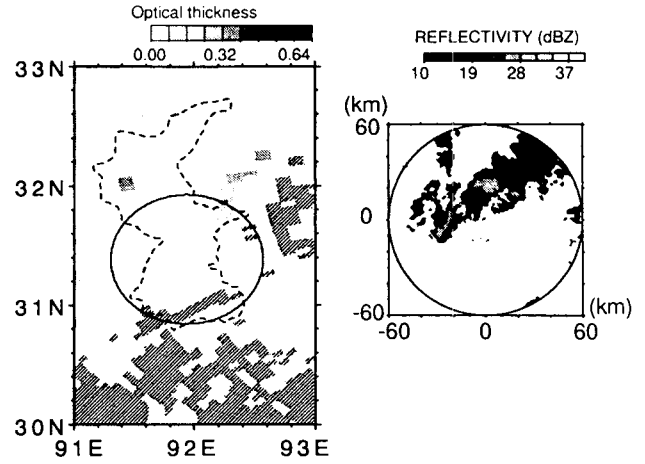 Optical thickness
0.00 0.32 0.64
33N
32N
31N
30N
91E 92E 93E
REFLECTIVITY (dBZ)
10 19 28 37
(km)
60
0
-60
(km)
-60 0 60